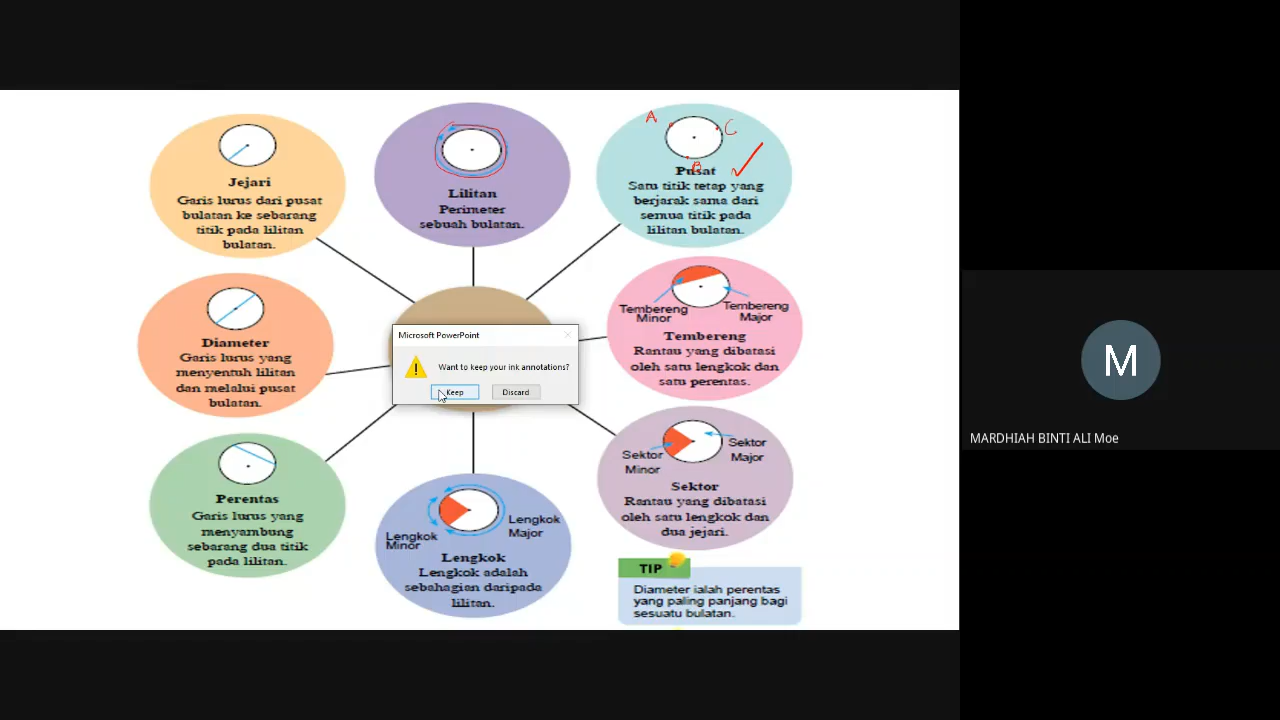 Jejari
Garis lurus dari pusat
bulatan ke sebarang
titik pada lilitan
bulatan.
Lilitan
Perimeter
sebuah bulatan.
A
C
B
Pusat
Satu titik tetap yang
berjarak sama dari
semua titik pada
lilitan bulatan.
Diameter
Garis lurus yang
menyentuh lilitan
dan melalui pusat
bulatan.
Microsoft PowerPoint
Want to keep your ink annotations?
Keep
Discard
Tembereng
Minor
Tembereng
Major
Tembereng
Rantau yang dibatasi
oleh satu lengkok dan
satu perentas.
MARDHIAH BINTI ALI Moe
M
Perentas
Garis lurus yang
menyambung
sebarang dua titik
pada lilitan.
Lengkok
Minor
Lengkok
Major
Lengkok
Lengkok adalah
sebahagian daripada
lilitan.
Sektor
Minor
Sektor
Major
Sektor
Rantau yang dibatasi
oleh satu lengkok dan
dua jejari.
TIP
Diameter ialah perentas
yang paling panjang bagi
sesuatu bulatan.